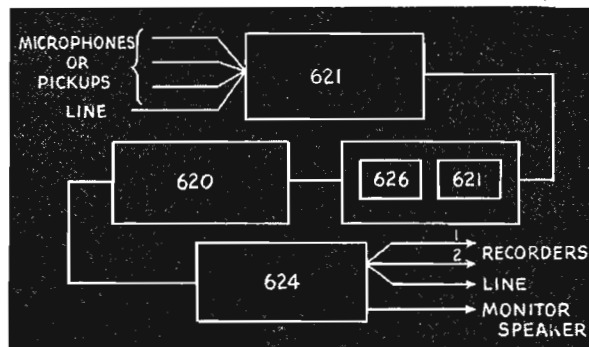 MICROPHONES
OR
PICKUPS
LINE
621
620
626
621
624
1
2
RECORDERS
LINE
MONITOR
SPEAKER